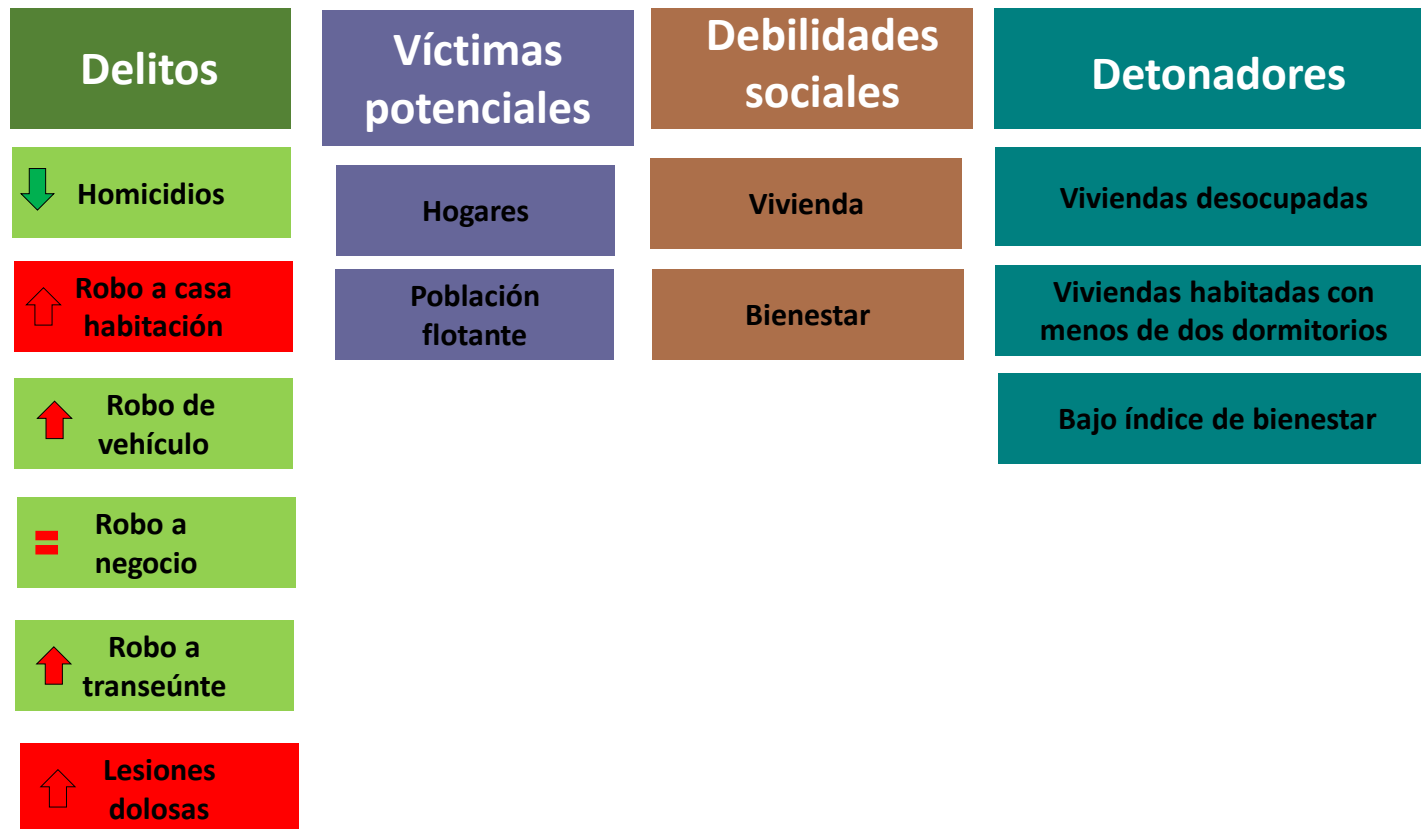 Delitos
Homicidios
Robo a casa
habitación
Robo de
vehículo
=
Robo a
negocio
Robo a
transeúnte
Lesiones
dolosas
Víctimas
potenciales
Hogares
Población
flotante
Debilidades
sociales
Vivienda
Bienestar
Detonadores
Viviendas desocupadas
Viviendas habitadas con
menos de dos dormitorios
Bajo índice de bienestar